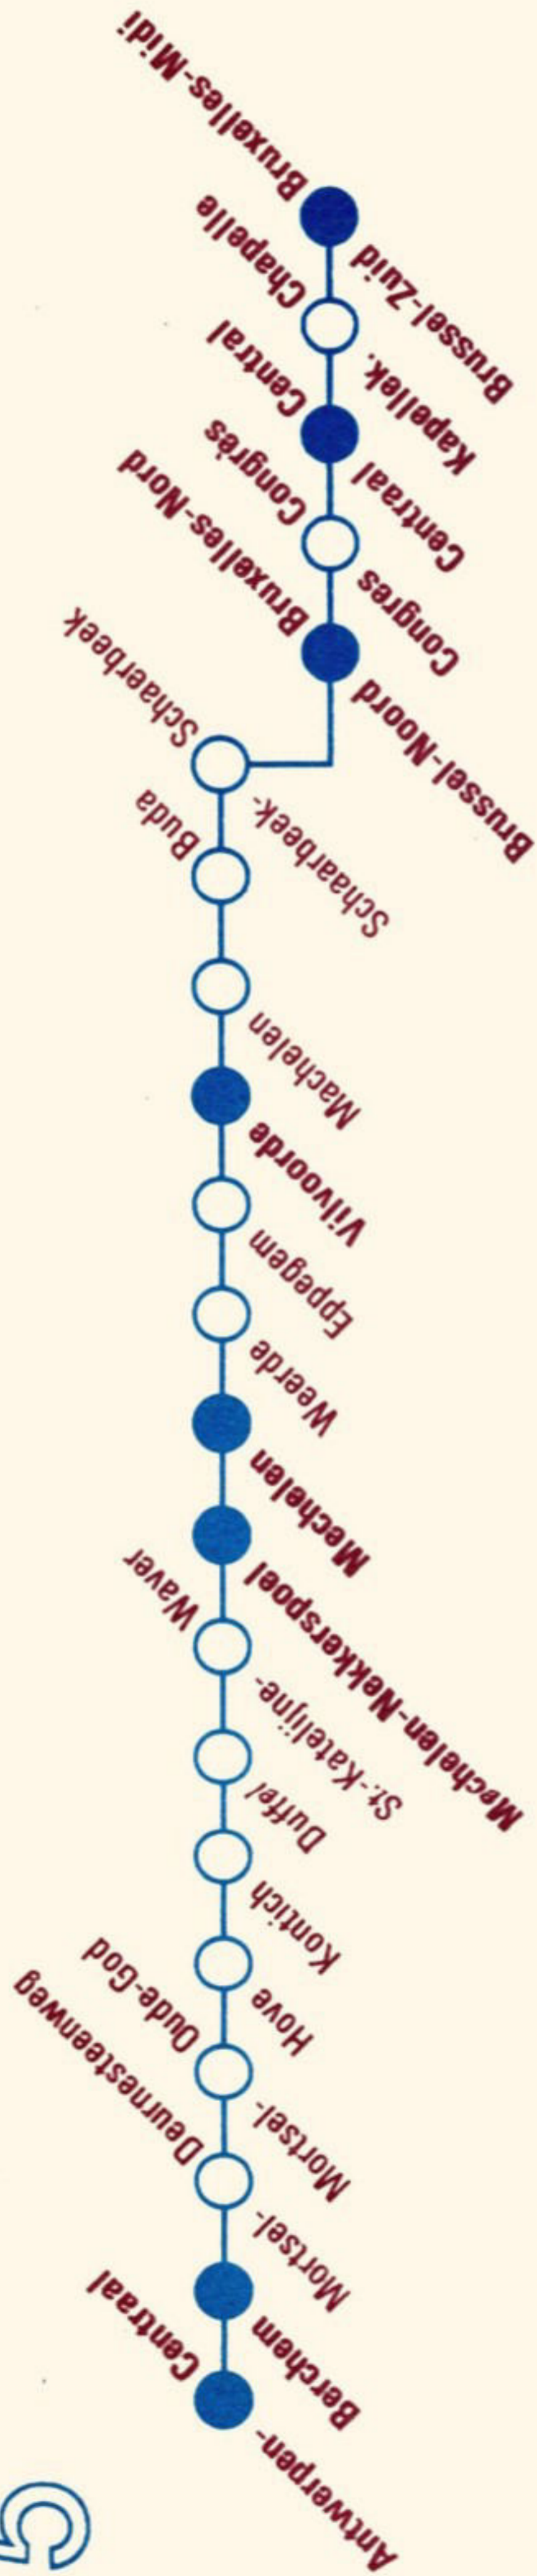 5
Antwerpen-
Centraal
Berchem
Mortsel-
Deurnesteenweg
Mortsel-
Oude-God
Hove
Kontich
Duffel
St.-Katelijne-
Waver
Mechelen-Nekkerspoel
Mechelen
Weerde
Eppegem
Vilvoorde
Machelen
Buda
Schaarbeek-
Schaerbeek
Brussel-Noord
Bruxelles-Nord
Congres
Congrès
Centraal
Central
Kapellek.
Chapelle
Brussel-Zuid
Bruxelles-Midi